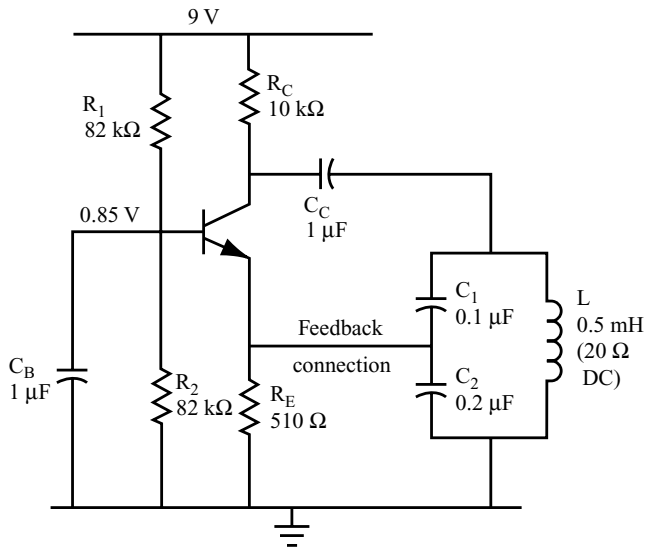 9 V
R1
82 kΩ
RC
10 kΩ
0.85 V
CC
1 μF
CB
1 μF
R2
82 kΩ
Feedback
connection
RE
510 Ω
C1
0.1 μF
C2
0.2 μF
L
0.5 mH
(20 Ω
DC)